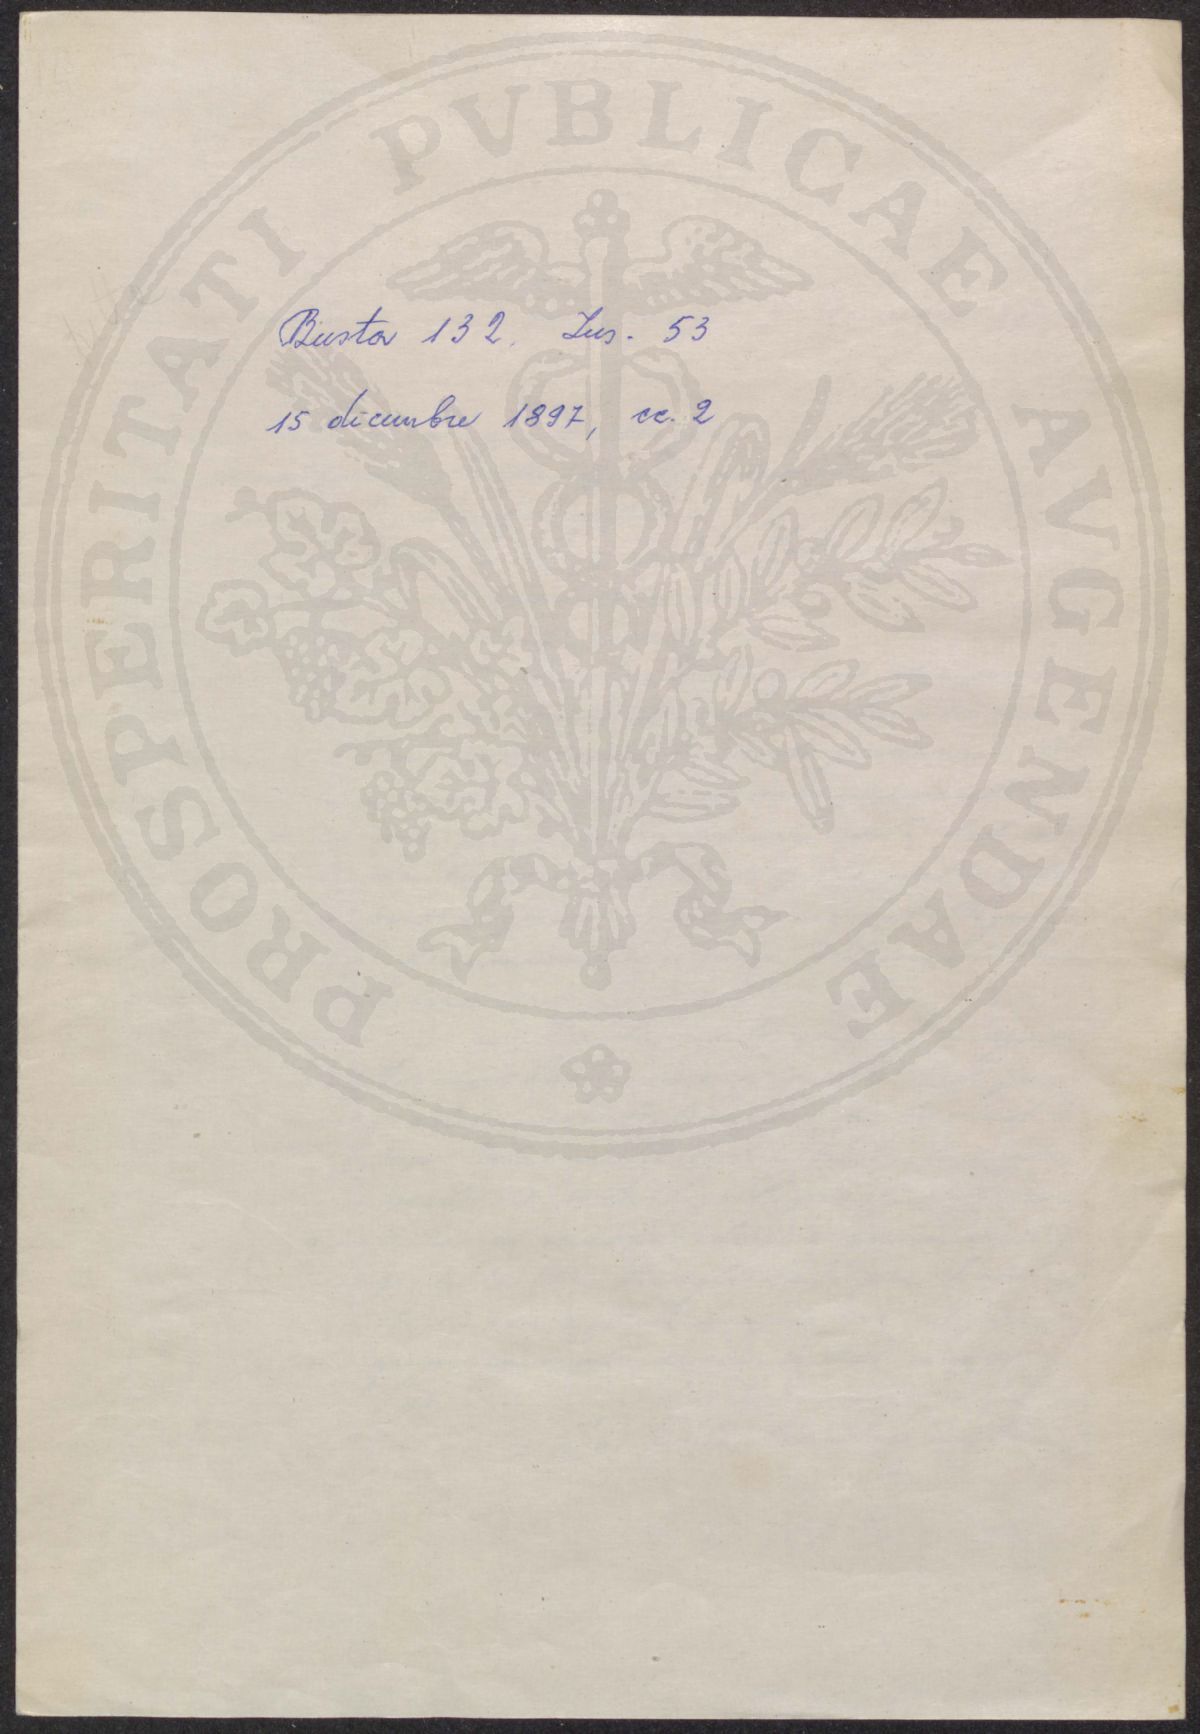 Busta 132. Ins. 53
15 dicembre 1897, cc. 2
PROSPERITATI PVBLICAE AVGENDAE